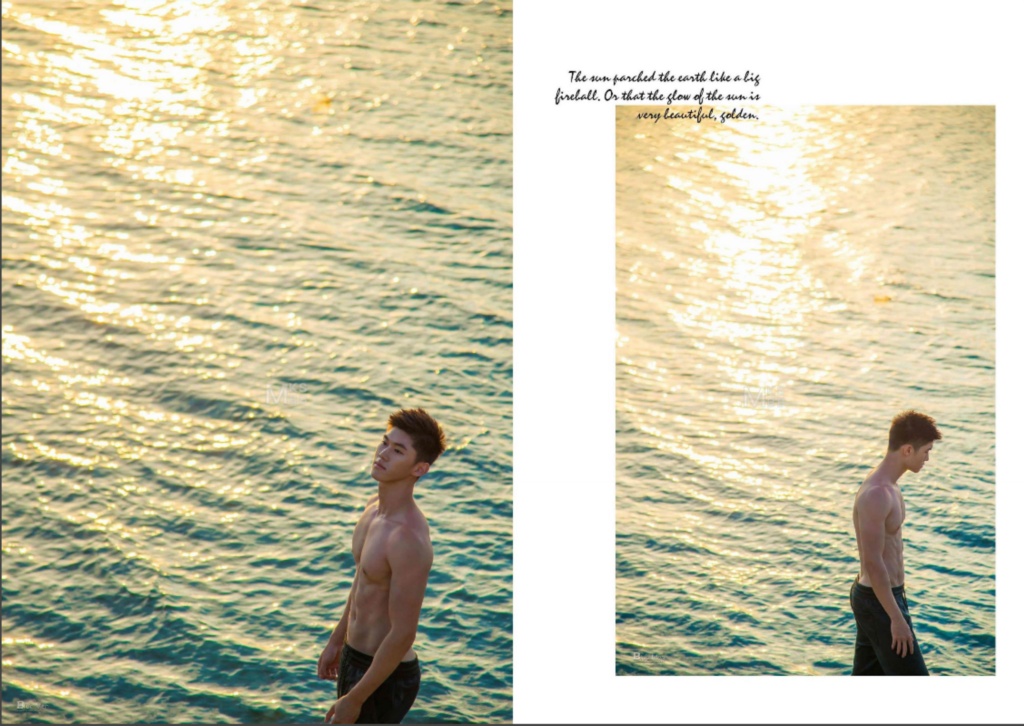 The sun parched the earth like a big
fireball. Or that the glow of the sun is
very beautiful, golden.